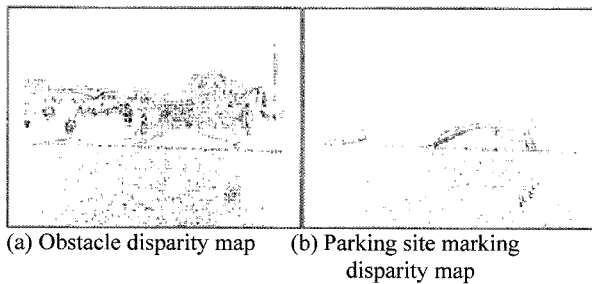 (a) Obstacle disparity map
(b) Parking site marking
disparity map